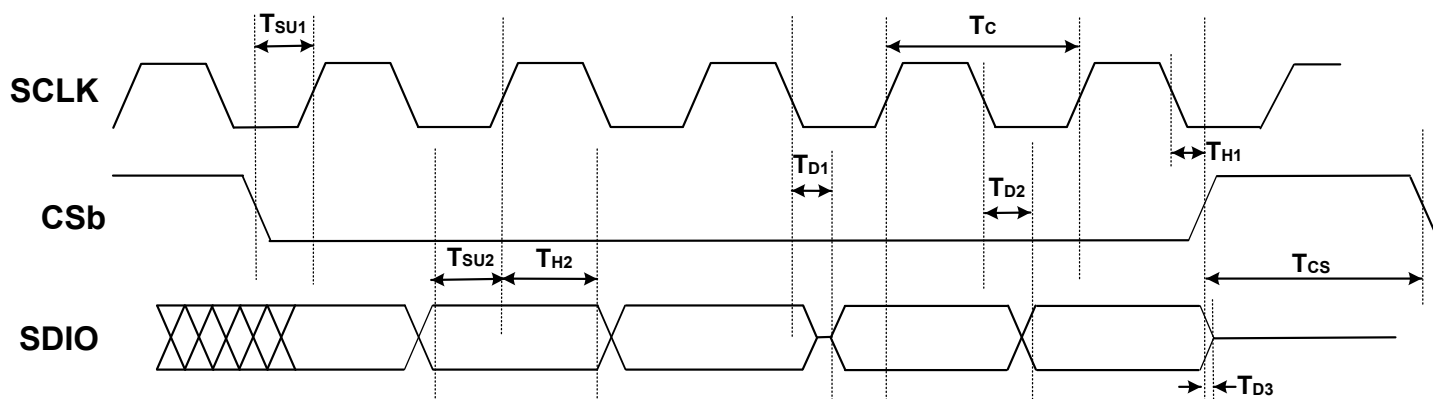 TSU1
TC
SCLK
TD1
TH1
TD2
CSb
TSU2
TH2
TCS
SDIO
TD3